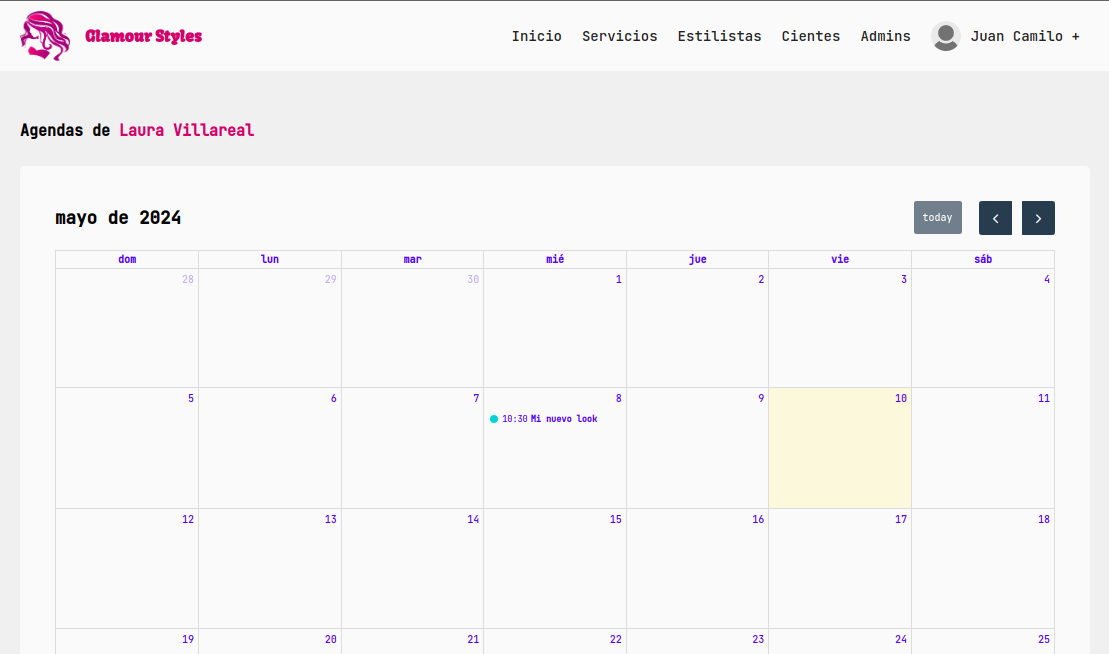 Glamour Styles
Inicio Servicios Estilistas Cientes Admins Juan Camilo +
Agendas de Laura Villareal
mayo de 2024
today < >
dom lun mar mié jue vie sáb
28 29 30 1 2 3 4
5 6 7 8 9 10 11
10:30 Mi nuevo look
12 13 14 15 16 17 18
19 20 21 22 23 24 25